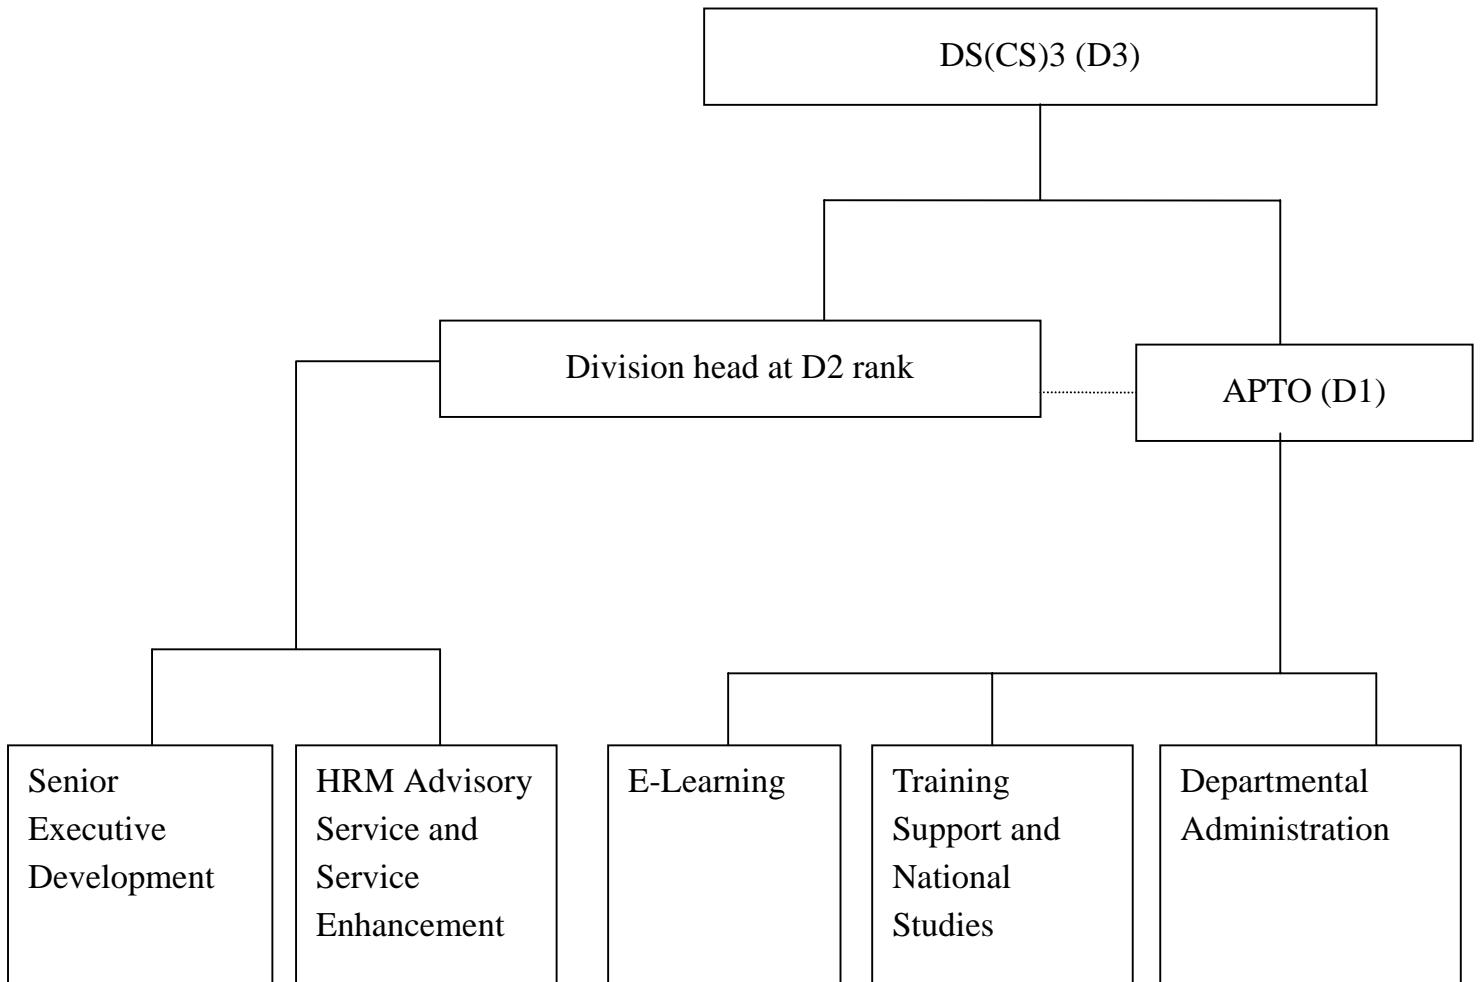 DS(CS)3 (D3)
Division head at D2 rank
APTO (D1)
Senior
Executive
Development
HRM Advisory
Service and
Service
Enhancement
E-Learning
Training
Support and
National
Studies
Departmental
Administration